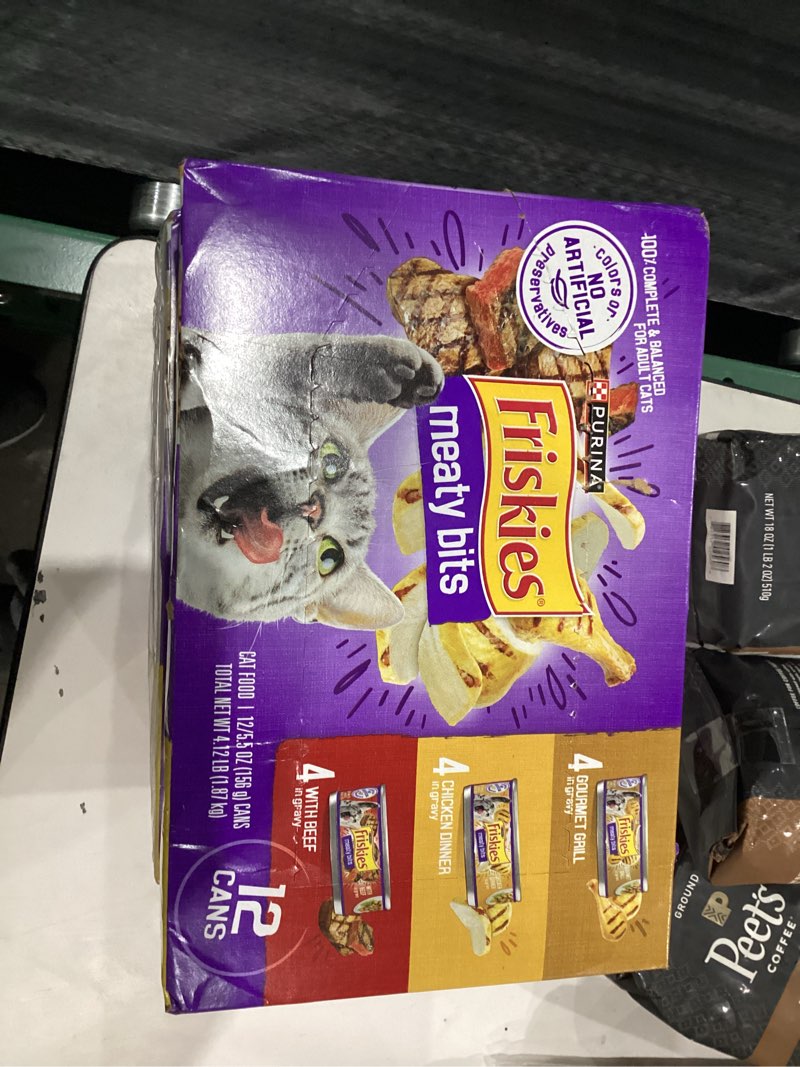 100% COMPLETE & BALANCED
FOR ADULT CATS
NO
ARTIFICIAL
colors or
preservatives
PURINA®
Friskies®
meaty bits
4 GOURMET GRILL
in gravy
4 CHICKEN DINNER
in gravy
4 WITH BEEF
in gravy
Friskies
Friskies
Friskies
CAT FOOD | 12/5.5 OZ (156 g) CANS
TOTAL NET WT 4.12 LB (1.87 kg)
12
CANS
NET WT 18 OZ (1 LB 2 OZ) 510g
GROUND
Peet's
COFFEE